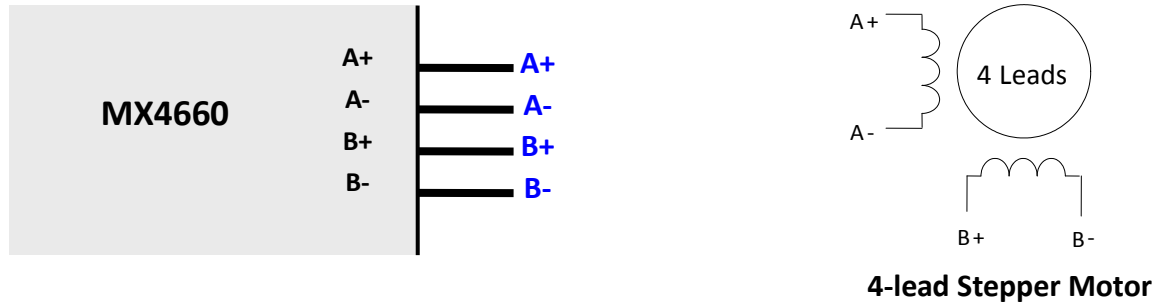 MX4660
A+ A+
A- A-
B+ B+
B- B-
A+
4 Leads
A-
B+ B-
4-lead Stepper Motor